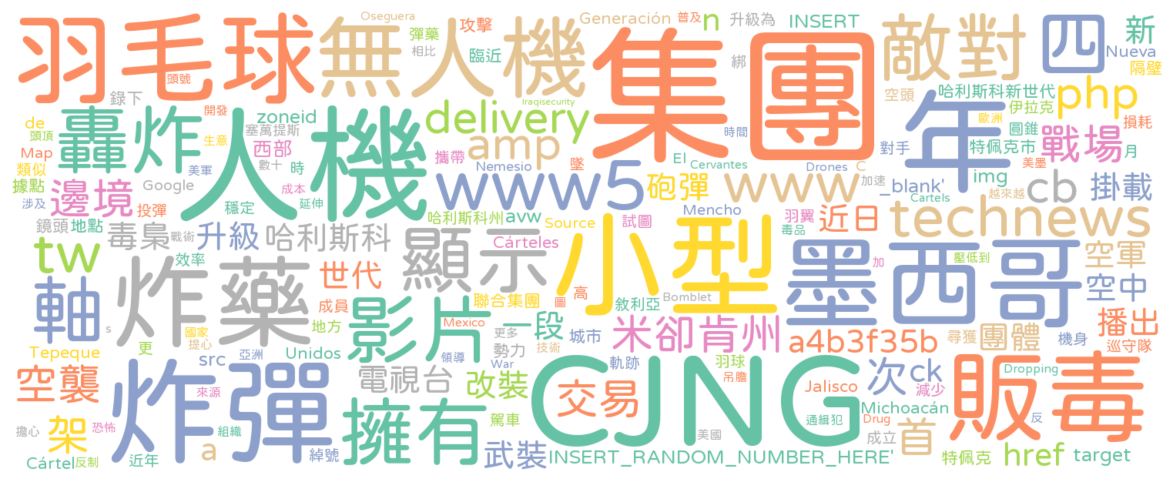 Oseguera 彈藥 攻擊 Generación 普及 n 升級為 INSERT
羽毛球 無人機 集團 敵對 四 新
頭號 相比 臨近 綁 Nueva 隔壁
錄下 開發 Iraqisecurity 空頭 哈利斯科新世代 php
de 轟炸 人機 zoneid delivery 時間 歐洲 伊拉克 年 圓錐 損耗
頭頂 生意 塞萬提斯 amp El Cervantes 對手 特佩克市 戰場 月
Map 美軍 西部 攜帶 Nemesio 墜 Drones C 美墨
類似 數十 時 www5 砲彈 www 加速 _blank' img cb 掛載
據點 邊境 Google 成本 延伸 Mencho 羽翼 近日 越來越
涉及 投彈 穩定 哈利斯科州 avw Source 試圖 毒品 Cartels technews
鏡頭 地點 毒梟 戰術 升級 哈利斯科 顯示 Cárteles 小型 墨西哥
tw 效率 炸藥 世代 加 壓低到 空軍
軸 成員 聯合集團 高 敘利亞 Bomblet 尋獲 空中
s 國家 地方 影片 Mexico 一段 圖 米卻肯州 a4b3f35b 團體 機身 播出
Tepeque 更 提心 亞洲 Unidos 更多 勢力 城市 技術 巡守隊
空襲 src 領導 War 軌跡 羽球 吊膽
炸彈 來源 電視台 改裝 CJNG 交易 Jalisco 次 ck 減少 Dropping 販毒
架 擁有 駕車 通緝犯 Drug Michoacán 反
擔心 恐怖 a 組織 美國 成立 首
Cártel 反制 近年 綽號 武裝 INSERT_RANDOM_NUMBER_HERE' 特佩克 href target